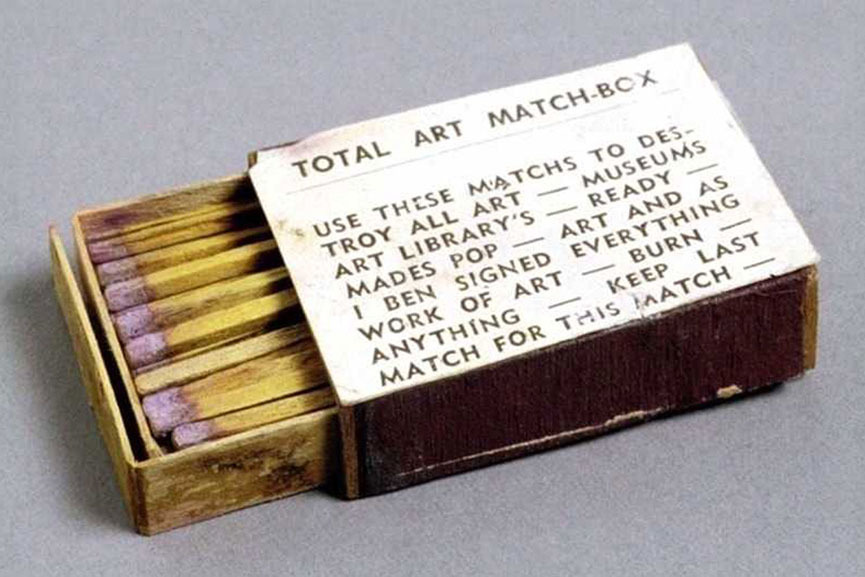 TOTAL ART MATCH-BOX
USE THESE MATCHS TO DES-
TROY ALL ART — MUSEUMS
ART LIBRARY'S — READY —
MADES POP — ART AND AS
I BEN SIGNED EVERYTHING
WORK OF ART — BURN —
ANYTHING — KEEP LAST
MATCH FOR THIS MATCH —